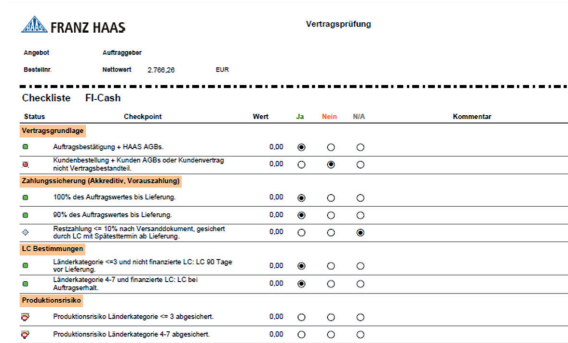 FRANZ HAAS
Vertragsprüfung
Angebot Auftraggeber
Bestellnr Nettowert 2.766,26 EUR
Checkliste FI-Cash
Status Checkpoint Wert Ja Nein N/A Kommentar
Vertragsgrundlage
Auftragsbestätigung + HAAS AGBs. 0,00
Kundenbestellung + Kunden AGBs oder Kundenvertrag
nicht Vertragsbestandteil. 0,00
Zahlungssicherung (Akkreditiv, Vorauszahlung)
100% des Auftragswertes bis Lieferung. 0,00
90% des Auftragswertes bis Lieferung. 0,00
Restzahlung <= 10% nach Versanddokument, gesichert
durch LC mit Spätesttermin ab Lieferung. 0,00
LC Bestimmungen
Länderkategorie <=3 und nicht finanzierte LC: LC 90 Tage
vor Lieferung. 0,00
Länderkategorie 4-7 und finanzierte LC: LC bei
Auftragserhalt. 0,00
Produktionsrisiko
Produktionsrisiko Länderkategorie <= 3 abgesichert. 0,00
Produktionsrisiko Länderkategorie 4-7 abgesichert. 0,00